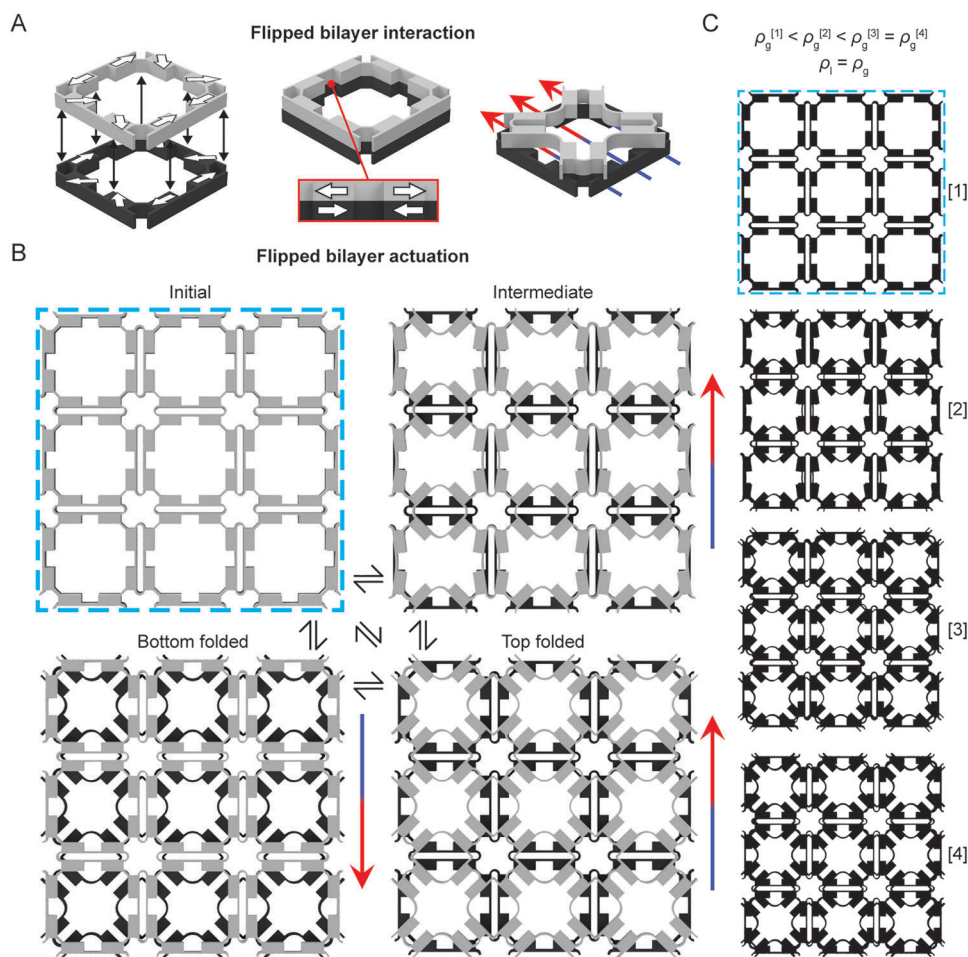 A
Flipped bilayer interaction
B
Flipped bilayer actuation
Initial
Intermediate
Bottom folded
Top folded
C
ρg[1] < ρg[2] < ρg[3] = ρg[4]
ρl = ρg
[1]
[2]
[3]
[4]